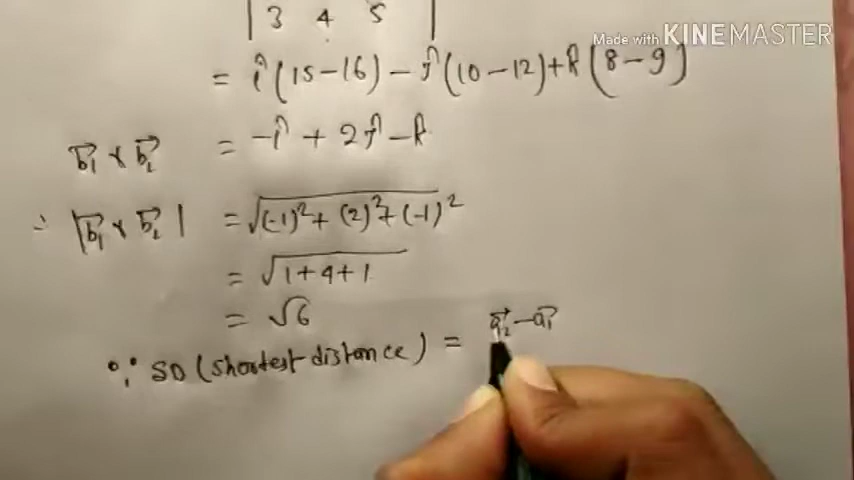 Made with KINEMASTER
| 3 4 5 |
= î(15-16) - ĵ(10-12) + k̂(8-9)
b₁⃗ × b₂⃗ = -î + 2ĵ - k̂
∴ |b₁⃗ × b₂⃗| = √(-1)² + (2)² + (-1)²
= √1+4+1
= √6
∵ SD (shortest distance) = a₂⃗ - a₁⃗